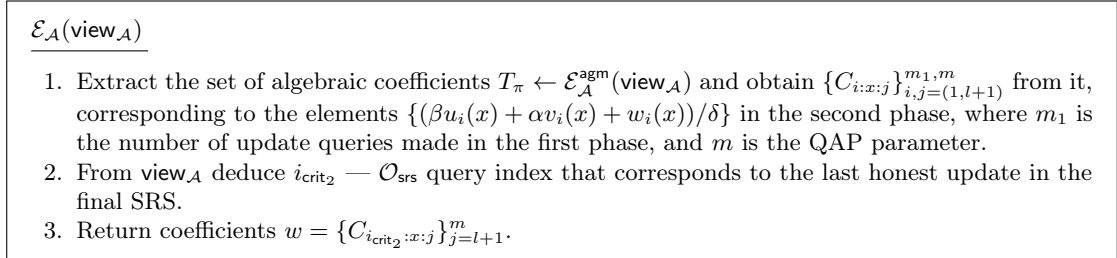 $\mathcal{E}_{\mathcal{A}}(\mathsf{view}_{\mathcal{A}})$
1. Extract the set of algebraic coefficients $T_\pi \leftarrow \mathcal{E}_{\mathcal{A}}^{\mathsf{agm}}(\mathsf{view}_{\mathcal{A}})$ and obtain $\{C_{i:x:j}\}_{i,j=(1,l+1)}^{m_1,m}$ from it,
corresponding to the elements $\{(\beta u_i(x) + \alpha v_i(x) + w_i(x))/\delta\}$ in the second phase, where $m_1$ is
the number of update queries made in the first phase, and $m$ is the QAP parameter.
2. From $\mathsf{view}_{\mathcal{A}}$ deduce $i_{\mathsf{crit}_2}$ — $\mathcal{O}_{\mathsf{srs}}$ query index that corresponds to the last honest update in the
final SRS.
3. Return coefficients $w = \{C_{i_{\mathsf{crit}_2}:x:j}\}_{j=l+1}^{m}$.